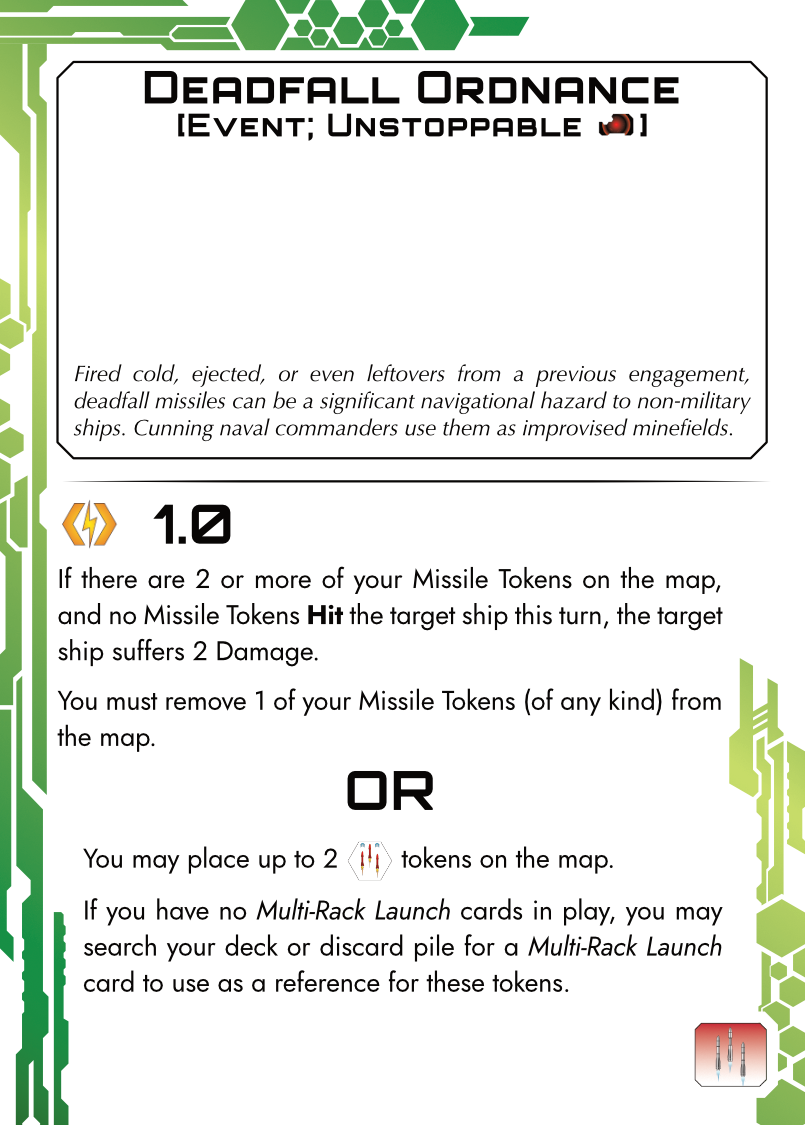 Deadfall Ordnance
[Event; Unstoppable ]
Fired cold, ejected, or even leftovers from a previous engagement,
deadfall missiles can be a significant navigational hazard to non-military
ships. Cunning naval commanders use them as improvised minefields.
1.0
If there are 2 or more of your Missile Tokens on the map,
and no Missile Tokens Hit the target ship this turn, the target
ship suffers 2 Damage.
You must remove 1 of your Missile Tokens (of any kind) from
the map.
OR
You may place up to 2 tokens on the map.
If you have no Multi-Rack Launch cards in play, you may
search your deck or discard pile for a Multi-Rack Launch
card to use as a reference for these tokens.